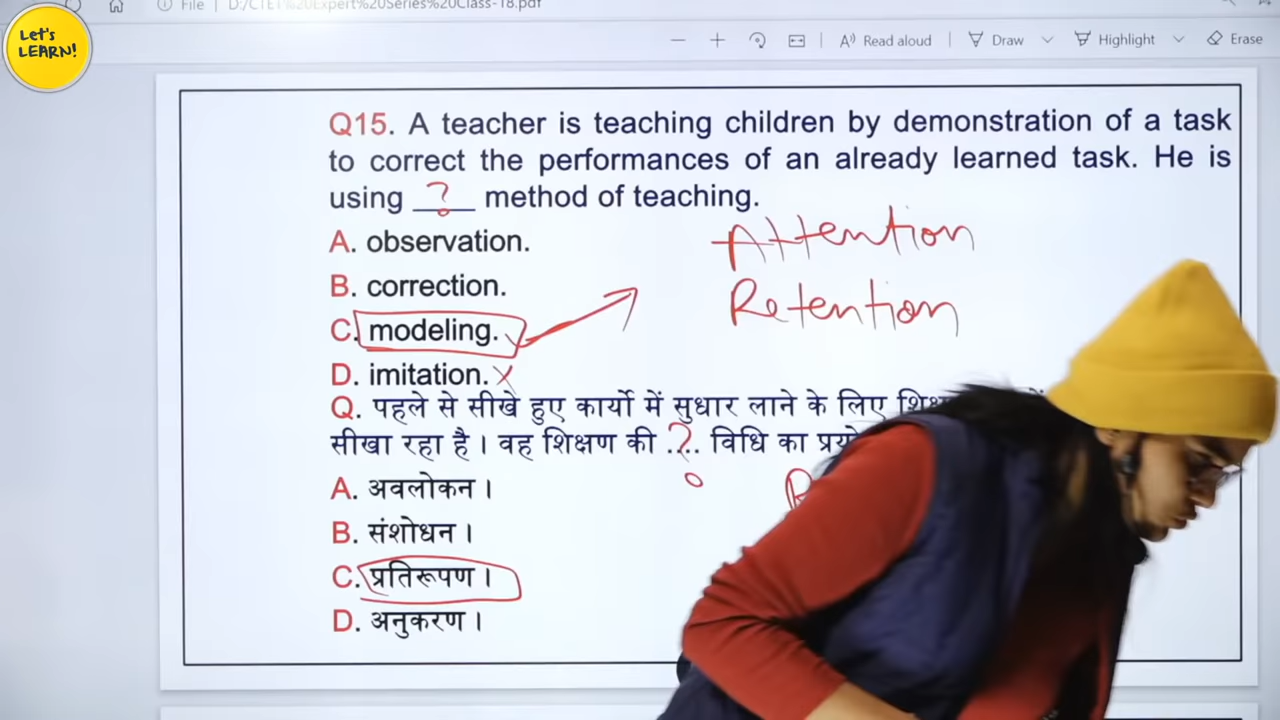 Let's
LEARN!
File | D:/CTET%20Expert%20Series%20Class-18.pdf
Read aloud | Draw Highlight Erase
Q15. A teacher is teaching children by demonstration of a task
to correct the performances of an already learned task. He is
using __?__ method of teaching.
A. observation.
B. correction.
C. modeling.
D. imitation. X
Attention
Retention
Q. पहले से सीखे हुए कार्यो में सुधार लाने के लिए
सीखा रहा है। वह शिक्षण की .?.. विधि का
A. अवलोकन।
B. संशोधन।
C. प्रतिरूपण।
D. अनुकरण।